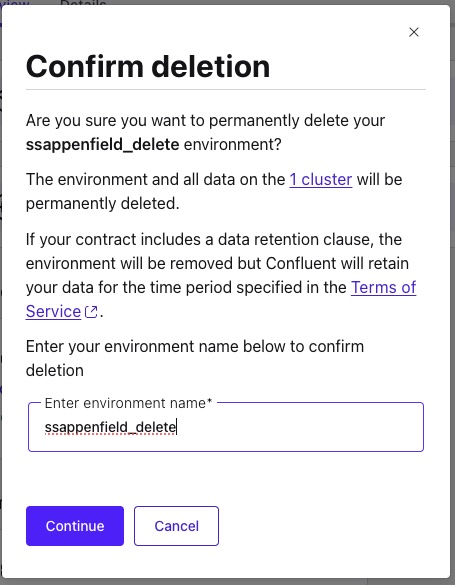 Details
Confirm deletion
Are you sure you want to permanently delete your
ssappenfield_delete environment?
The environment and all data on the 1 cluster will be
permanently deleted.
If your contract includes a data retention clause, the
environment will be removed but Confluent will retain
your data for the time period specified in the Terms of
Service.
Enter your environment name below to confirm
deletion
Enter environment name*
ssappenfield_delete
Continue Cancel